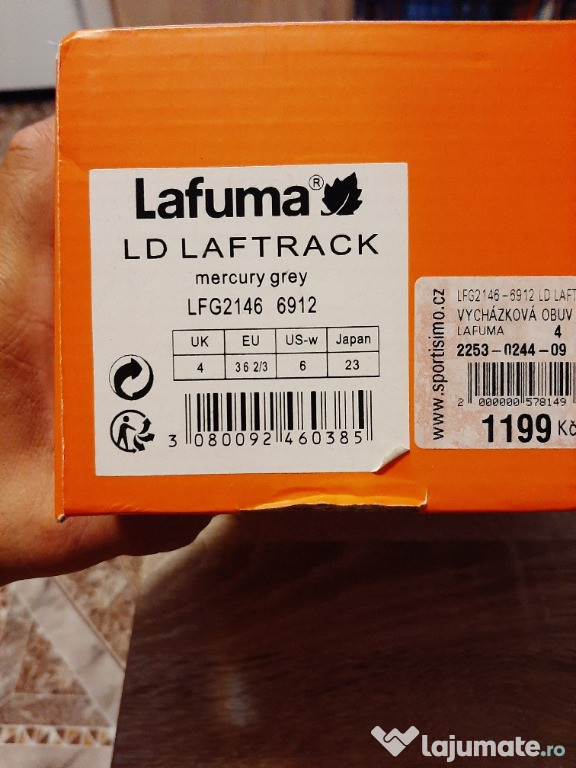 Lafuma®
LD LAFTRACK
mercury grey
LFG2146 6912
UK EU US-w Japan
4 36 2/3 6 23
3 080092 460385
www.sportisimo.cz
LFG2146-6912 LD LAFT
VYCHÁZKOVÁ OBUV
LAFUMA 4
2253-0244-09
2 000000 578149
1199 Kč
lajumate.ro